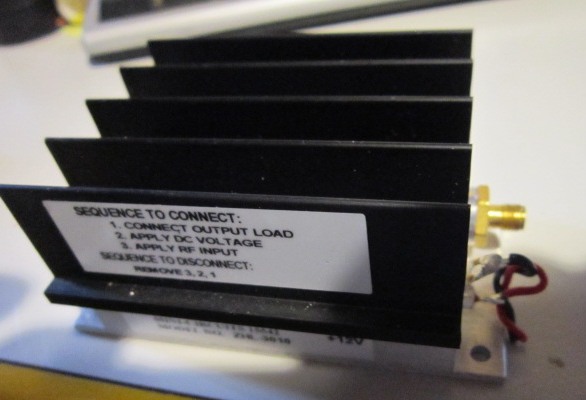 SEQUENCE TO CONNECT:
1. CONNECT OUTPUT LOAD
2. APPLY DC VOLTAGE
3. APPLY RF INPUT
SEQUENCE TO DISCONNECT:
REMOVE 3, 2, 1
+12V